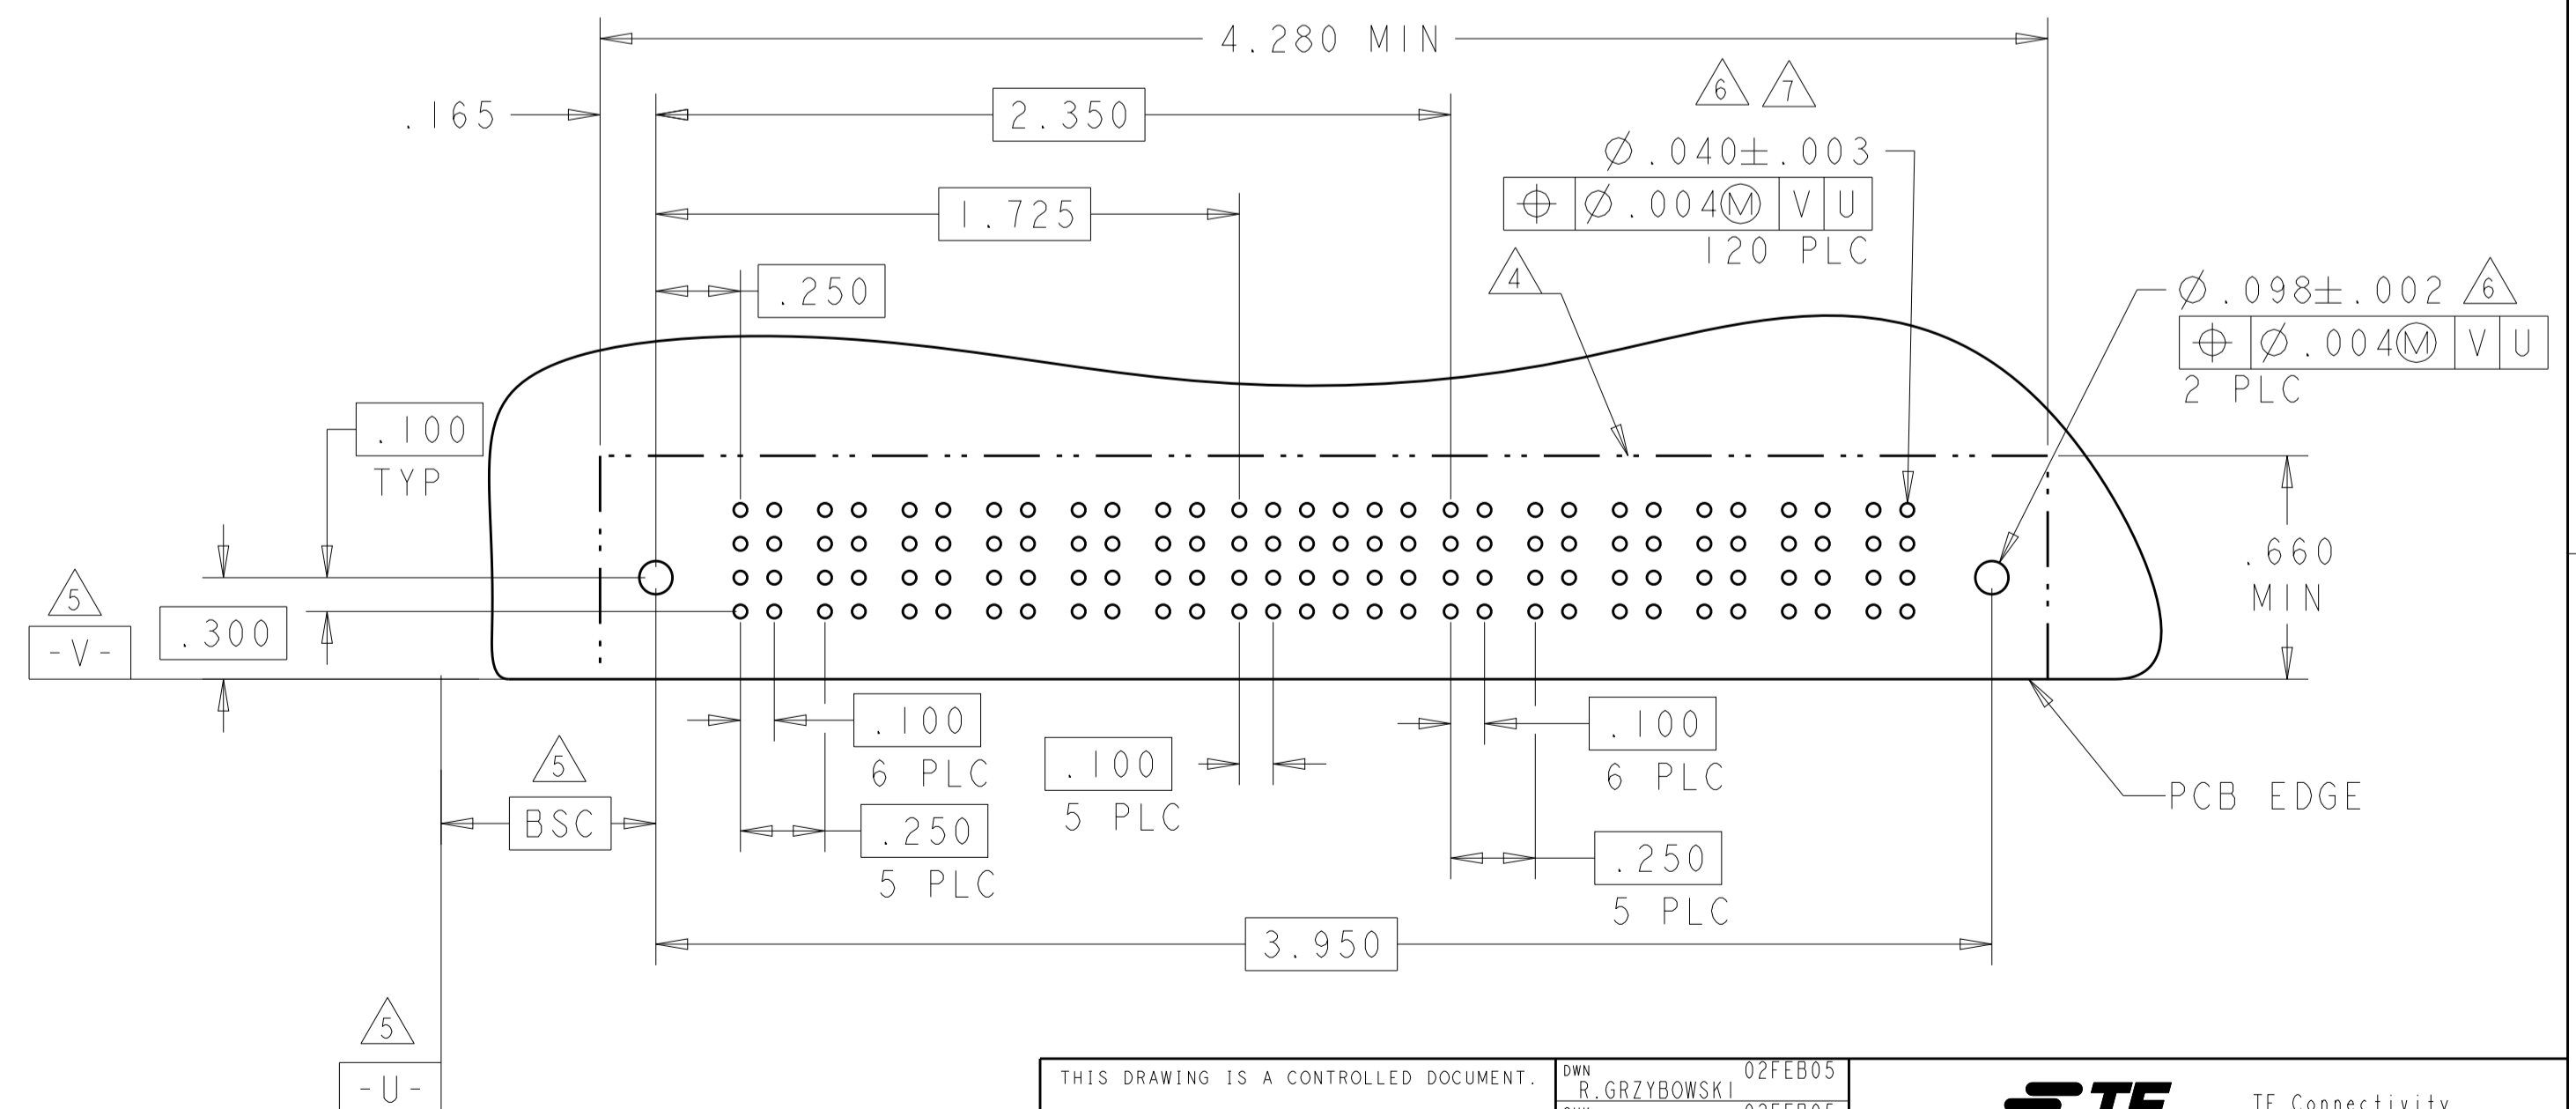 4.280 MIN
.165
2.350
6 7
Ø.040±.003
⌖ Ø.004Ⓜ V U
120 PLC
1.725
.250
4
Ø.098±.002 6
⌖ Ø.004Ⓜ V U
2 PLC
.100
TYP
.660
MIN
5
-V-
.300
.100
6 PLC
.100
5 PLC
.100
6 PLC
5
BSC
.250
5 PLC
.250
5 PLC
PCB EDGE
3.950
5
-U-
THIS DRAWING IS A CONTROLLED DOCUMENT.
DWN 02FEB05
R.GRZYBOWSKI
02FEB05
TE
TE Connectivity